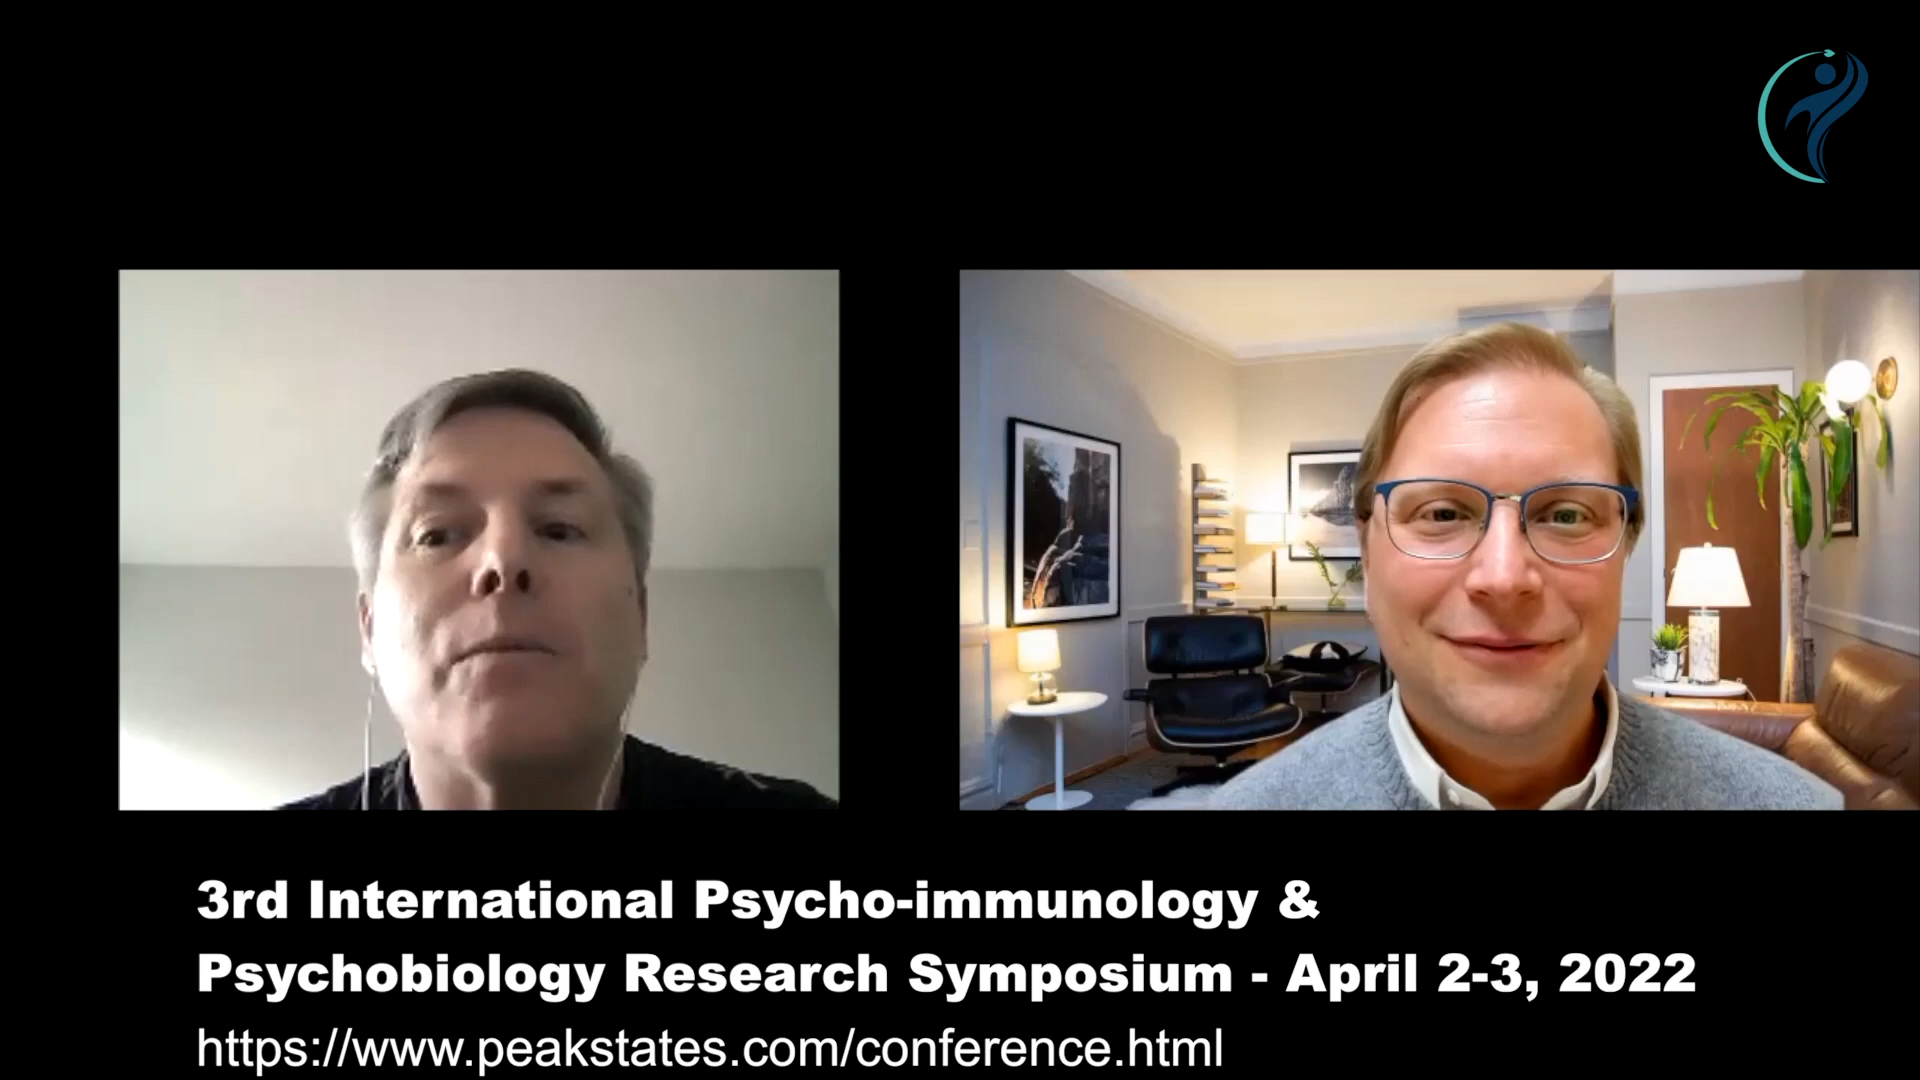 3rd International Psycho-immunology &
Psychobiology Research Symposium - April 2-3, 2022
https://www.peakstates.com/conference.html